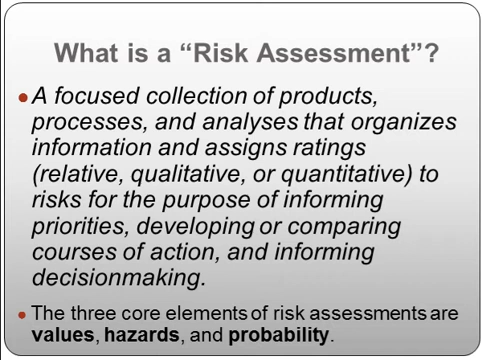 What is a “Risk Assessment”?
• A focused collection of products,
processes, and analyses that organizes
information and assigns ratings
(relative, qualitative, or quantitative) to
risks for the purpose of informing
priorities, developing or comparing
courses of action, and informing
decisionmaking.
• The three core elements of risk assessments are
values, hazards, and probability.